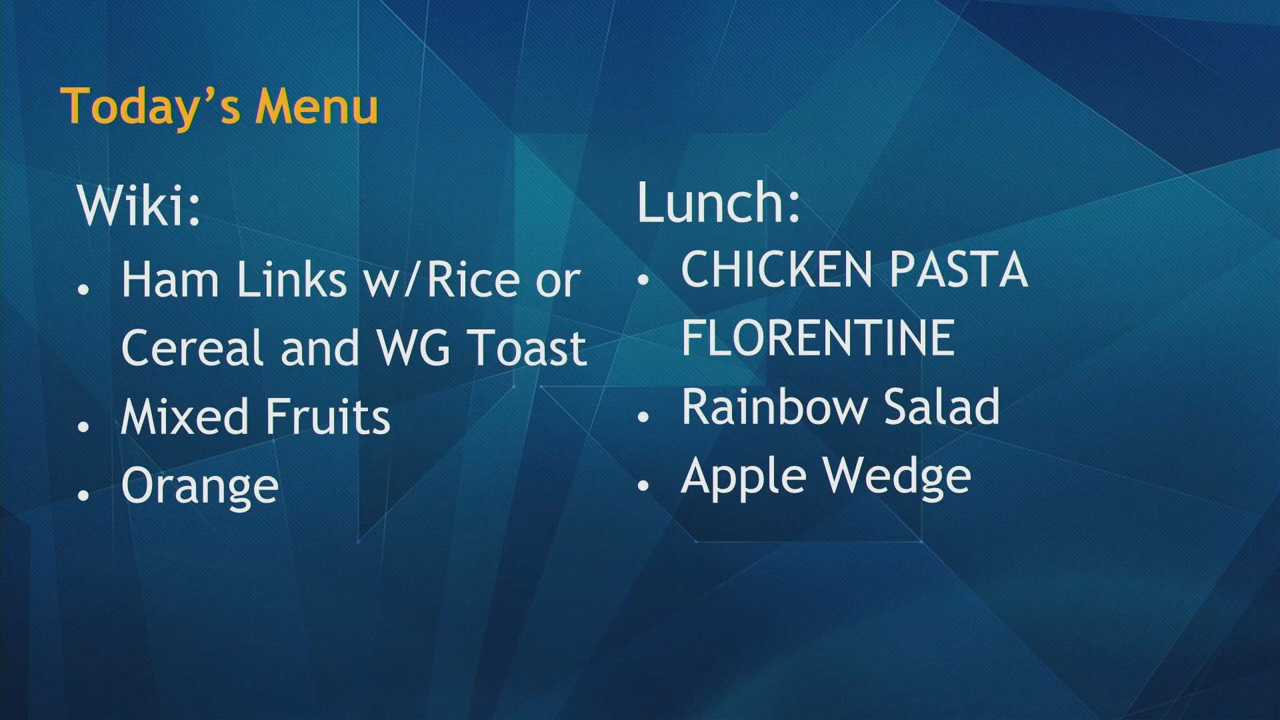 Today’s Menu
Wiki:
• Ham Links w/Rice or
Cereal and WG Toast
• Mixed Fruits
• Orange
Lunch:
• CHICKEN PASTA
FLORENTINE
• Rainbow Salad
• Apple Wedge